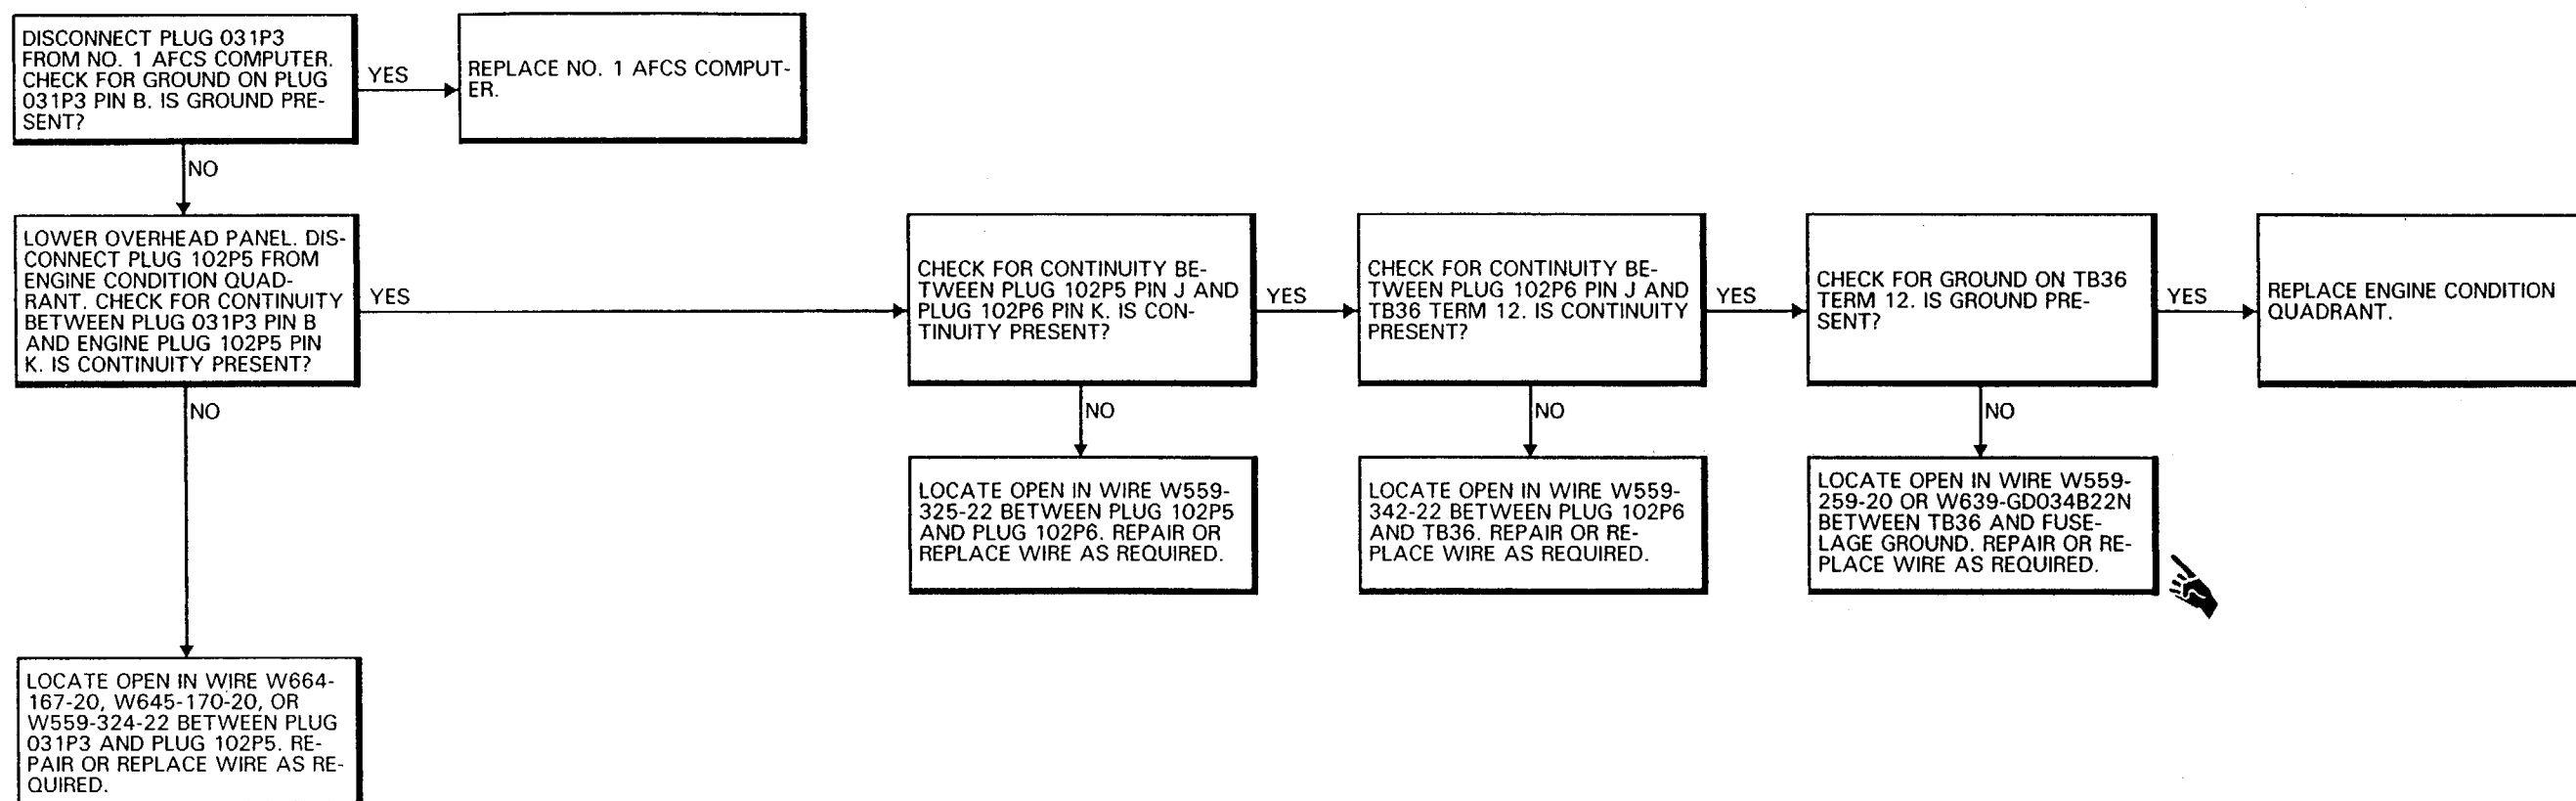 DISCONNECT PLUG 031P3
FROM NO. 1 AFCS COMPUTER.
CHECK FOR GROUND ON PLUG
031P3 PIN B. IS GROUND PRE-
SENT?
YES
REPLACE NO. 1 AFCS COMPUT-
ER.
NO
LOWER OVERHEAD PANEL. DIS-
CONNECT PLUG 102P5 FROM
ENGINE CONDITION QUAD-
RANT. CHECK FOR CONTINUITY
BETWEEN PLUG 031P3 PIN B
AND ENGINE PLUG 102P5 PIN
K. IS CONTINUITY PRESENT?
YES
CHECK FOR CONTINUITY BE-
TWEEN PLUG 102P5 PIN J AND
PLUG 102P6 PIN K. IS CON-
TINUITY PRESENT?
YES
CHECK FOR CONTINUITY BE-
TWEEN PLUG 102P6 PIN J AND
TB36 TERM 12. IS CONTINUITY
PRESENT?
YES
CHECK FOR GROUND ON TB36
TERM 12. IS GROUND PRE-
SENT?
YES
REPLACE ENGINE CONDITION
QUADRANT.
NO
NO
NO
NO
LOCATE OPEN IN WIRE W559-
325-22 BETWEEN PLUG 102P5
AND PLUG 102P6. REPAIR OR
REPLACE WIRE AS REQUIRED.
LOCATE OPEN IN WIRE W559-
342-22 BETWEEN PLUG 102P6
AND TB36. REPAIR OR RE-
PLACE WIRE AS REQUIRED.
LOCATE OPEN IN WIRE W559-
259-20 OR W639-GD034B22N
BETWEEN TB36 AND FUSE-
LAGE GROUND. REPAIR OR RE-
PLACE WIRE AS REQUIRED.
LOCATE OPEN IN WIRE W664-
167-20, W645-170-20, OR
W559-324-22 BETWEEN PLUG
031P3 AND PLUG 102P5. RE-
PAIR OR REPLACE WIRE AS RE-
QUIRED.